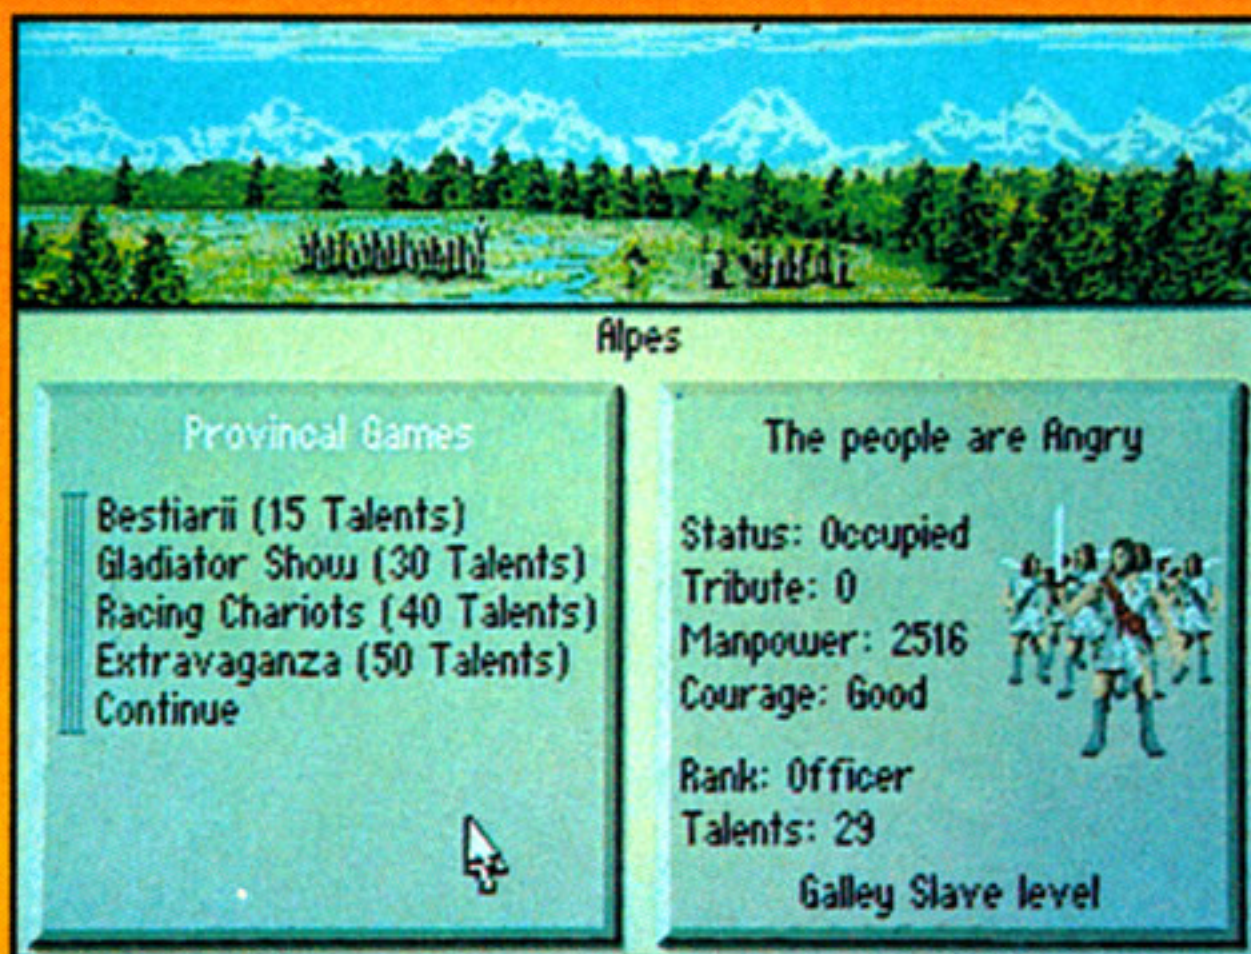 Alpes
Provincal Games
Bestiarii (15 Talents)
Gladiator Show (30 Talents)
Racing Chariots (40 Talents)
Extravaganza (50 Talents)
Continue
The people are Angry
Status: Occupied
Tribute: 0
Manpower: 2516
Courage: Good
Rank: Officer
Talents: 29
Galley Slave level